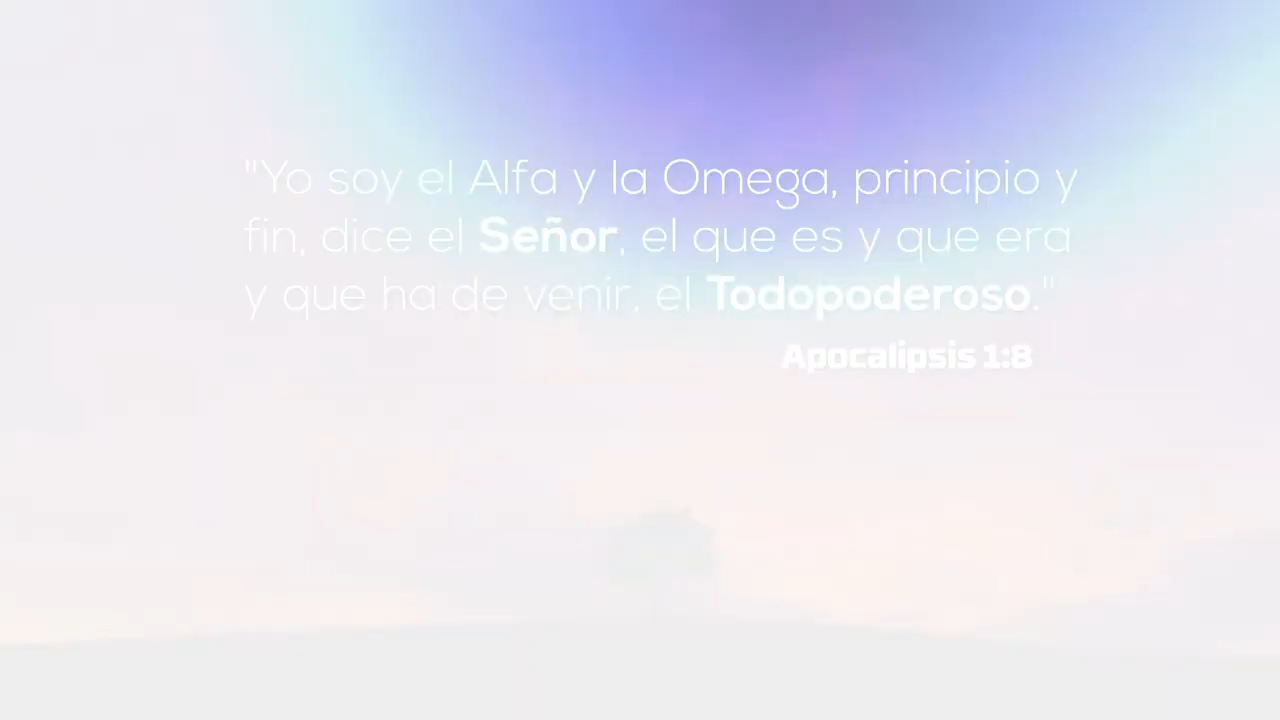 "Yo soy el Alfa y la Omega, principio y
fin, dice el Señor, el que es y que era
y que ha de venir, el Todopoderoso."
Apocalipsis 1:8